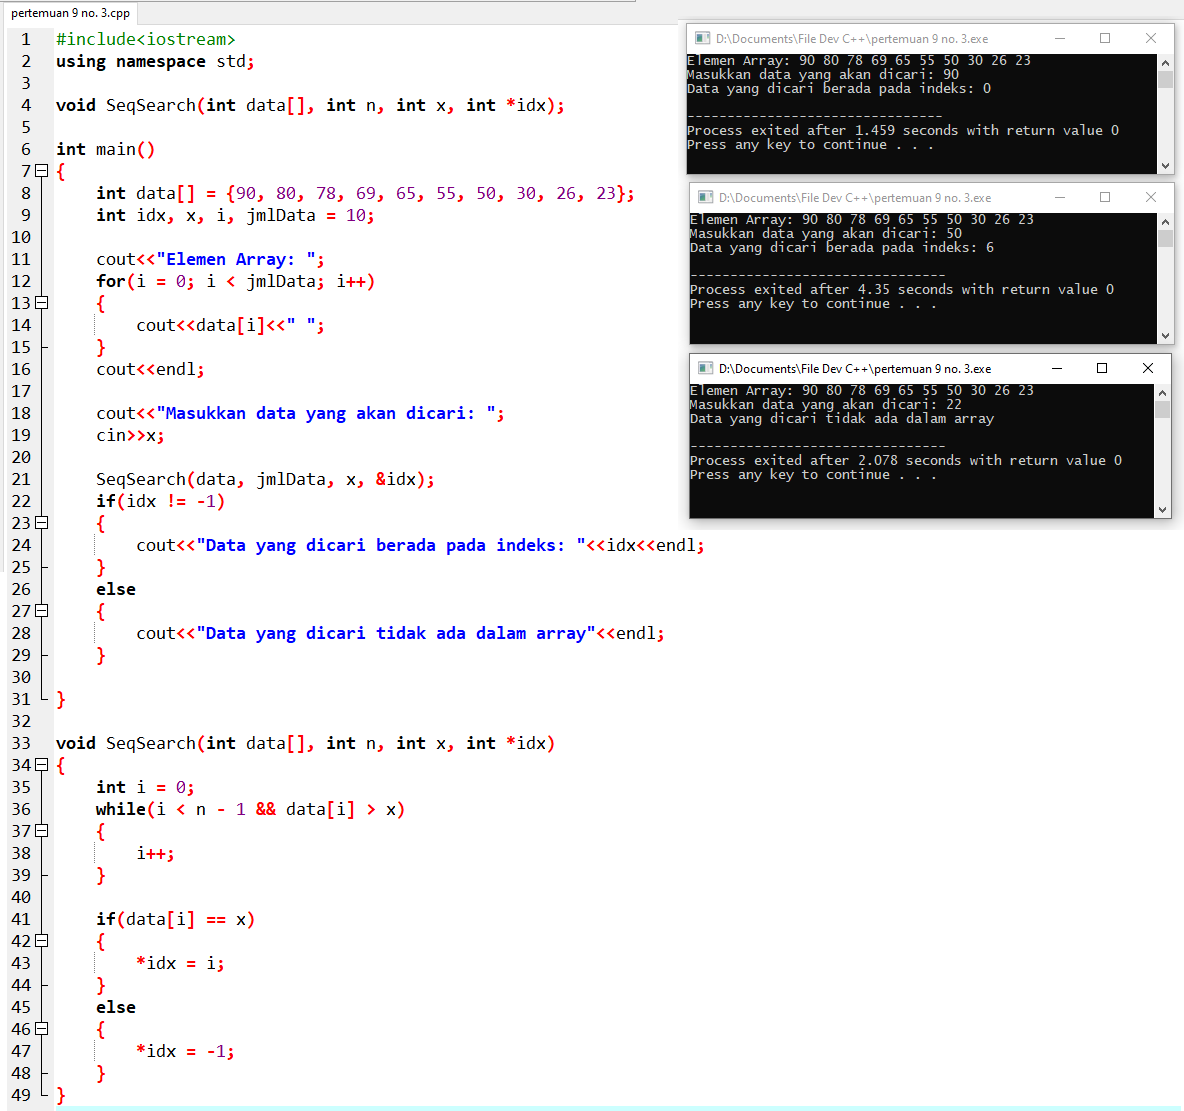 pertemuan 9 no. 3.cpp
1 #include<iostream>
2 using namespace std;
3
4 void SeqSearch(int data[], int n, int x, int *idx);
5
6 int main()
7 {
8     int data[] = {90, 80, 78, 69, 65, 55, 50, 30, 26, 23};
9     int idx, x, i, jmlData = 10;
10
11     cout<<"Elemen Array: ";
12     for(i = 0; i < jmlData; i++)
13     {
14         cout<<data[i]<<" ";
15     }
16     cout<<endl;
17
18     cout<<"Masukkan data yang akan dicari: ";
19     cin>>x;
20
21     SeqSearch(data, jmlData, x, &idx);
22     if(idx != -1)
23     {
24         cout<<"Data yang dicari berada pada indeks: "<<idx<<endl;
25     }
26     else
27     {
28         cout<<"Data yang dicari tidak ada dalam array"<<endl;
29     }
30
31 }
32
33 void SeqSearch(int data[], int n, int x, int *idx)
34 {
35     int i = 0;
36     while(i < n - 1 && data[i] > x)
37     {
38         i++;
39     }
40
41     if(data[i] == x)
42     {
43         *idx = i;
44     }
45     else
46     {
47         *idx = -1;
48     }
49 }
D:\Documents\File Dev C++\pertemuan 9 no. 3.exe
Elemen Array: 90 80 78 69 65 55 50 30 26 23
Masukkan data yang akan dicari: 90
Data yang dicari berada pada indeks: 0
--------------------------------
Process exited after 1.459 seconds with return value 0
Press any key to continue . . .
D:\Documents\File Dev C++\pertemuan 9 no. 3.exe
Elemen Array: 90 80 78 69 65 55 50 30 26 23
Masukkan data yang akan dicari: 50
Data yang dicari berada pada indeks: 6
--------------------------------
Process exited after 4.35 seconds with return value 0
Press any key to continue . . .
D:\Documents\File Dev C++\pertemuan 9 no. 3.exe
Elemen Array: 90 80 78 69 65 55 50 30 26 23
Masukkan data yang akan dicari: 22
Data yang dicari tidak ada dalam array
--------------------------------
Process exited after 2.078 seconds with return value 0
Press any key to continue . . .